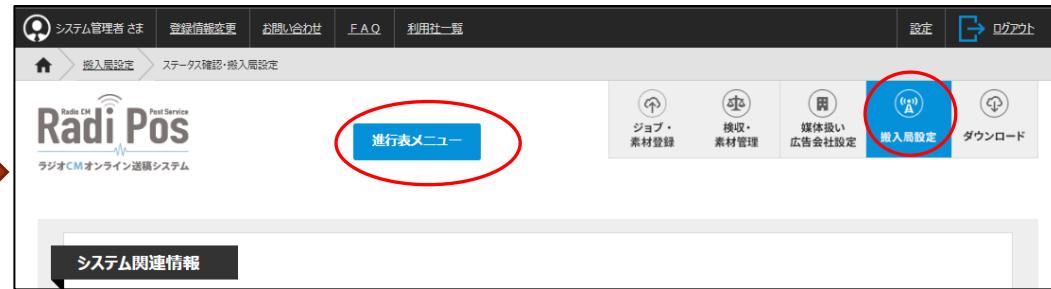 システム管理者 さま 登録情報変更 お問い合わせ FAQ 利用社一覧 設定 ログアウト
搬入局設定 ステータス確認・搬入局設定
Radio CM Post Service
Radi Pos
ラジオCMオンライン送稿システム
進行表メニュー
ジョブ・
素材登録
検収・
素材管理
媒体扱い
広告会社設定
搬入局設定
ダウンロード
システム関連情報